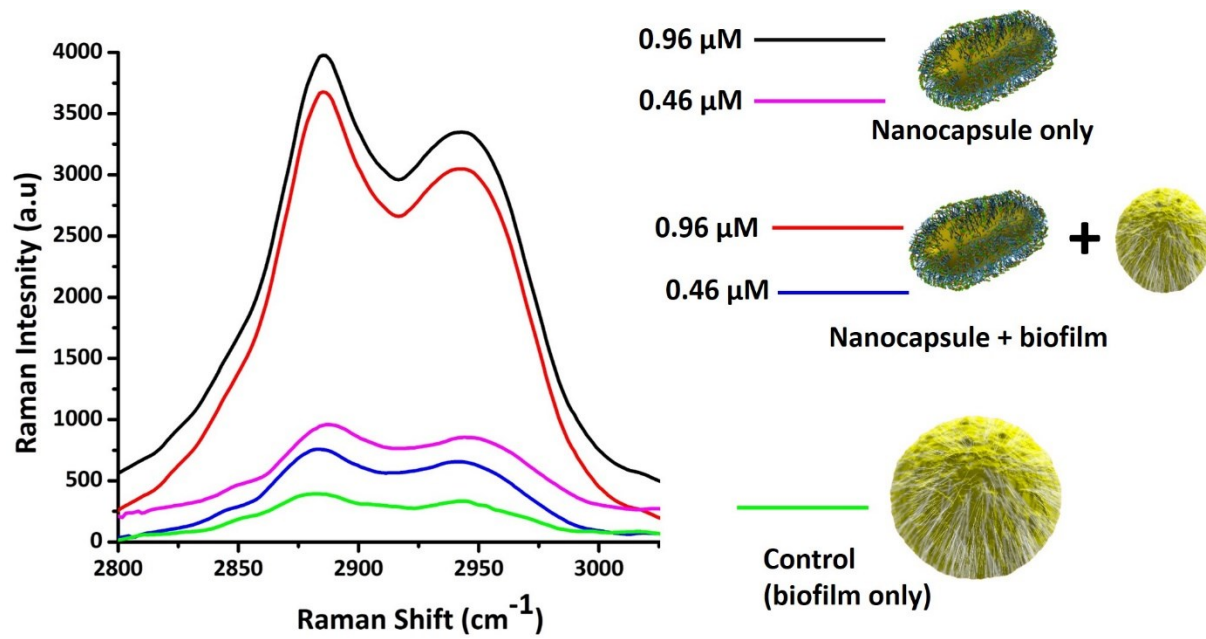 4000
3500
3000
2500
2000
1500
1000
500
0
Raman Intesnity (a.u)
2800 2850 2900 2950 3000
Raman Shift (cm⁻¹)
0.96 µM
0.46 µM
Nanocapsule only
0.96 µM
+
0.46 µM
Nanocapsule + biofilm
Control
(biofilm only)